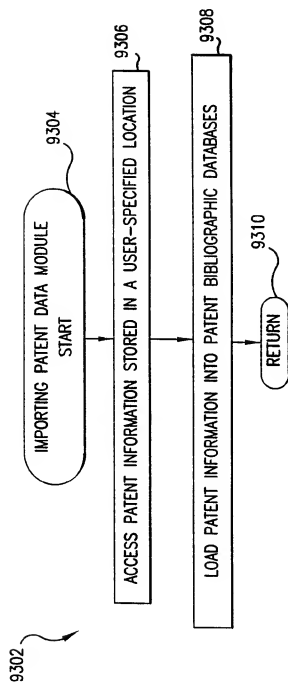 9302
IMPORTING PATENT DATA MODULE
START
9304
ACCESS PATENT INFORMATION STORED IN A USER-SPECIFIED LOCATION
9306
LOAD PATENT INFORMATION INTO PATENT BIBLIOGRAPHIC DATABASES
9308
RETURN
9310